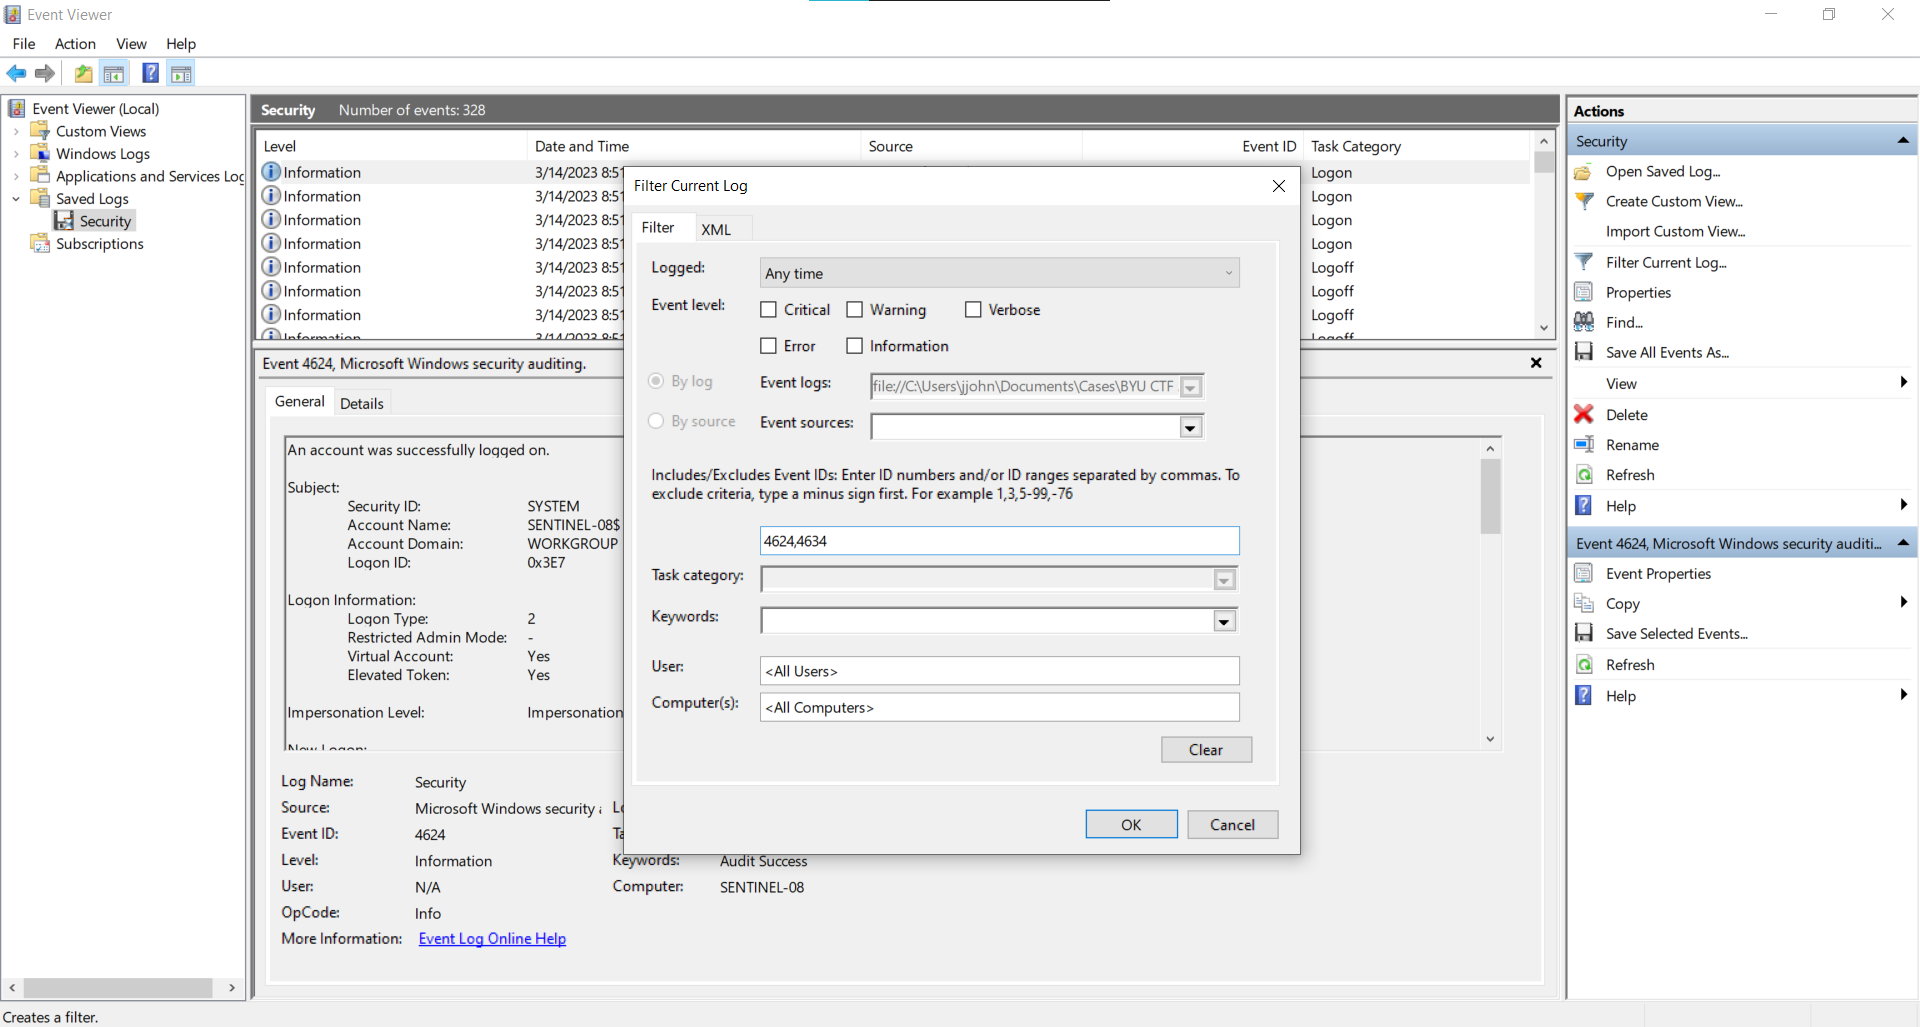 Event Viewer
File Action View Help
Event Viewer (Local)
Custom Views
Windows Logs
Applications and Services Log
Saved Logs
Security
Subscriptions
Security Number of events: 328
Level Date and Time Source Event ID Task Category
Information 3/14/2023 8:51 Logon
Information 3/14/2023 8:51 Logon
Information 3/14/2023 8:51 Logon
Information 3/14/2023 8:51 Logon
Information 3/14/2023 8:51 Logoff
Information 3/14/2023 8:51 Logoff
Information 3/14/2023 8:51 Logoff
Information 3/14/2023 8:51 Logoff
Event 4624, Microsoft Windows security auditing.
General Details
An account was successfully logged on.
Subject:
Security ID: SYSTEM
Account Name: SENTINEL-08$
Account Domain: WORKGROUP
Logon ID: 0x3E7
Logon Information:
Logon Type: 2
Restricted Admin Mode: -
Virtual Account: Yes
Elevated Token: Yes
Impersonation Level: Impersonation
New Logon:
Log Name: Security
Source: Microsoft Windows security
Event ID: 4624
Level: Information Keywords: Audit Success
User: N/A Computer: SENTINEL-08
OpCode: Info
More Information: Event Log Online Help
Filter Current Log
Filter XML
Logged: Any time
Event level: Critical Warning Verbose
Error Information
By log Event logs: file://C:\Users\jjohn\Documents\Cases\BYU CTF
By source Event sources:
Includes/Excludes Event IDs: Enter ID numbers and/or ID ranges separated by commas. To
exclude criteria, type a minus sign first. For example 1,3,5-99,-76
4624,4634
Task category:
Keywords:
User: <All Users>
Computer(s): <All Computers>
Clear
OK Cancel
Actions
Security
Open Saved Log...
Create Custom View...
Import Custom View...
Filter Current Log...
Properties
Find...
Save All Events As...
View
Delete
Rename
Refresh
Help
Event 4624, Microsoft Windows security auditi...
Event Properties
Copy
Save Selected Events...
Refresh
Help
Creates a filter.